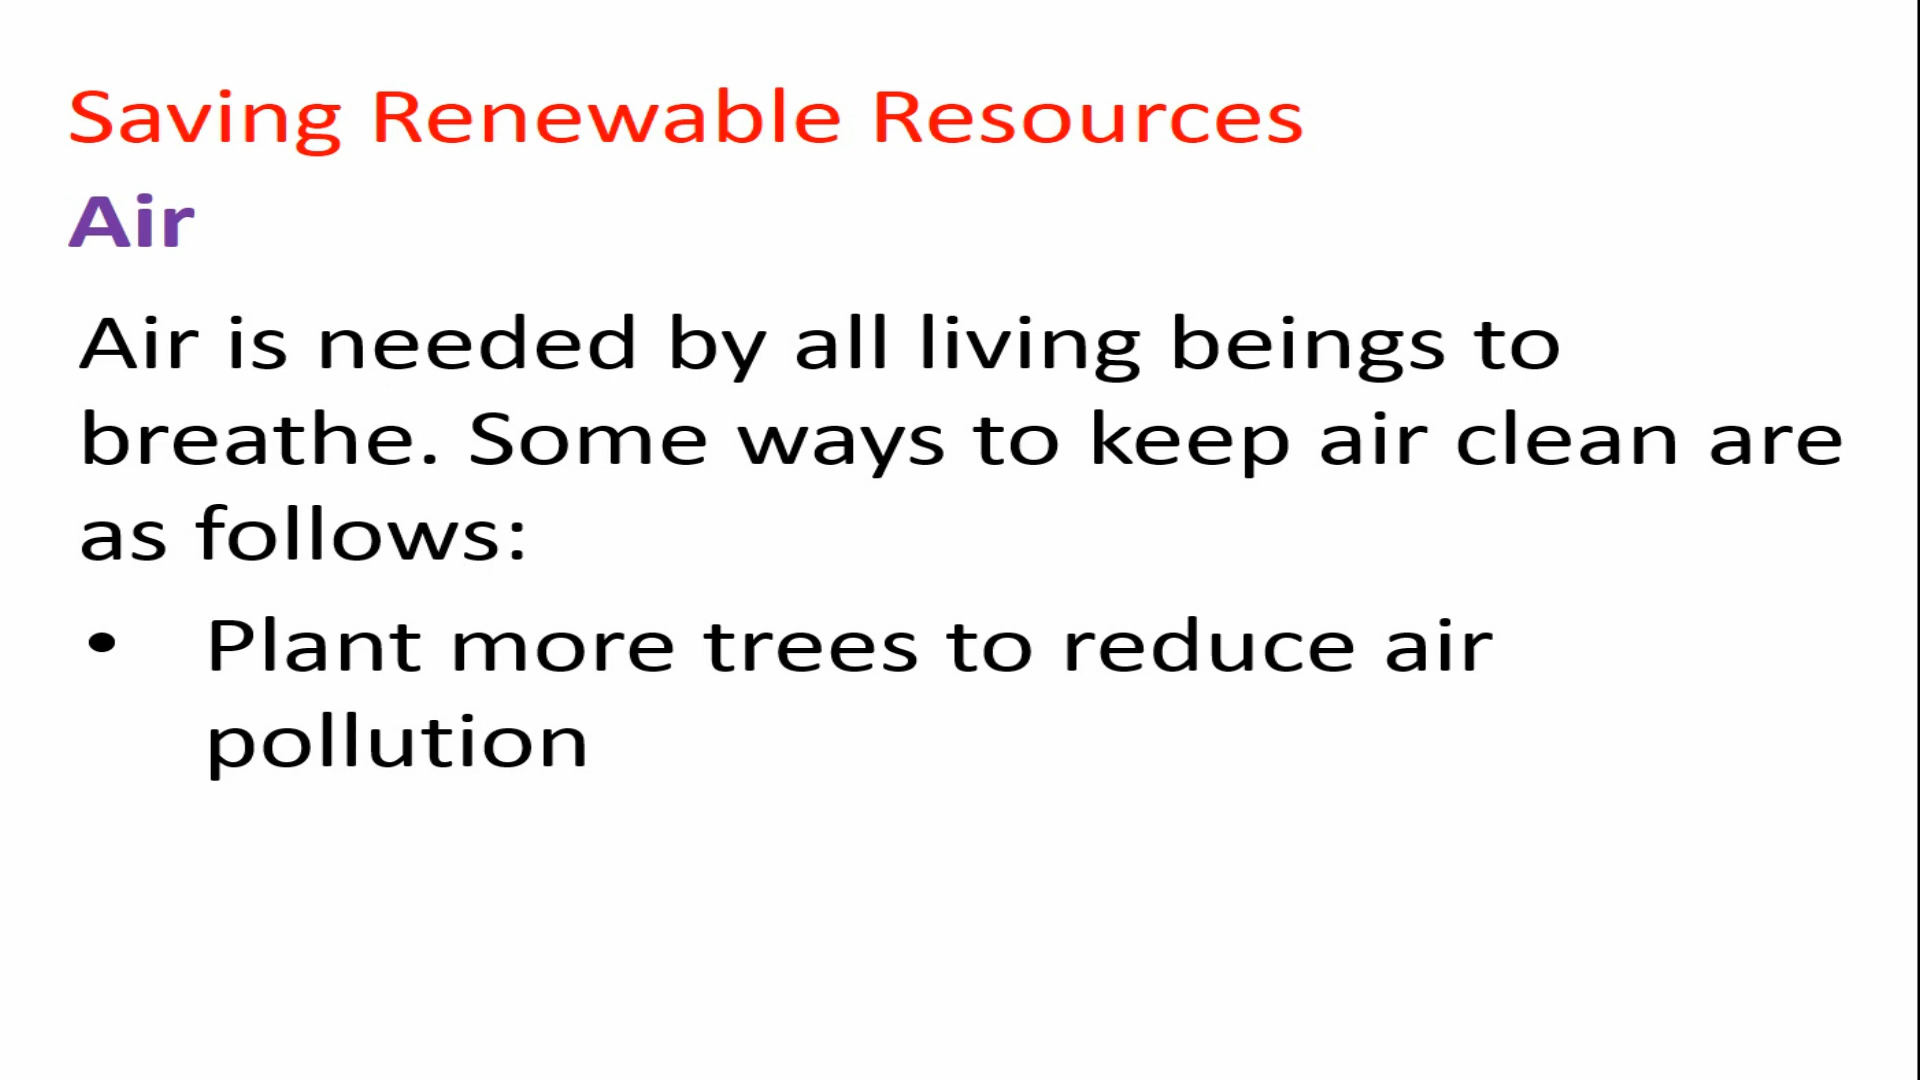 Saving Renewable Resources
Air
Air is needed by all living beings to
breathe. Some ways to keep air clean are
as follows:
• Plant more trees to reduce air
pollution